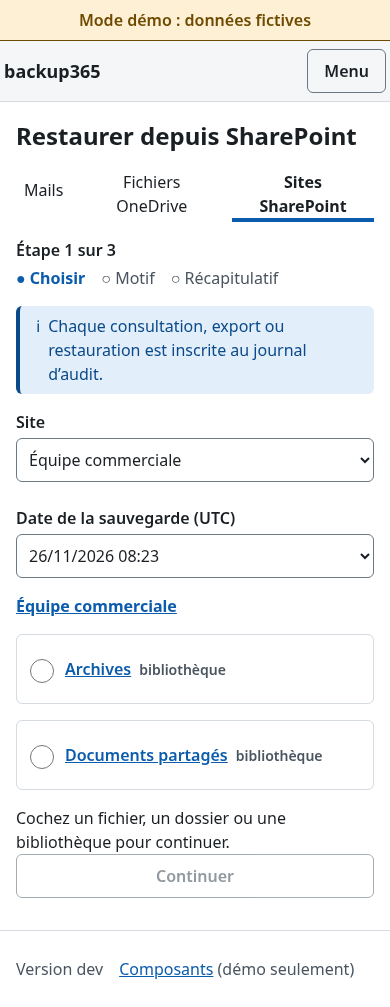 Mode démo : données fictives
backup365
Menu
Restaurer depuis SharePoint
Mails
Fichiers
OneDrive
Sites
SharePoint
Étape 1 sur 3
● Choisir ○ Motif ○ Récapitulatif
i Chaque consultation, export ou
restauration est inscrite au journal
d’audit.
Site
Équipe commerciale
Date de la sauvegarde (UTC)
26/11/2026 08:23
Équipe commerciale
Archives bibliothèque
Documents partagés bibliothèque
Cochez un fichier, un dossier ou une
bibliothèque pour continuer.
Continuer
Version dev Composants (démo seulement)